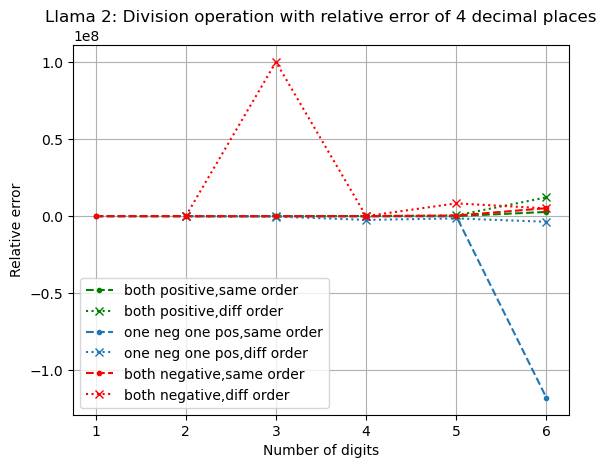 Llama 2: Division operation with relative error of 4 decimal places
1e8
1.0
0.5
0.0
−0.5
−1.0
Relative error
both positive,same order
both positive,diff order
one neg one pos,same order
one neg one pos,diff order
both negative,same order
both negative,diff order
1 2 3 4 5 6
Number of digits